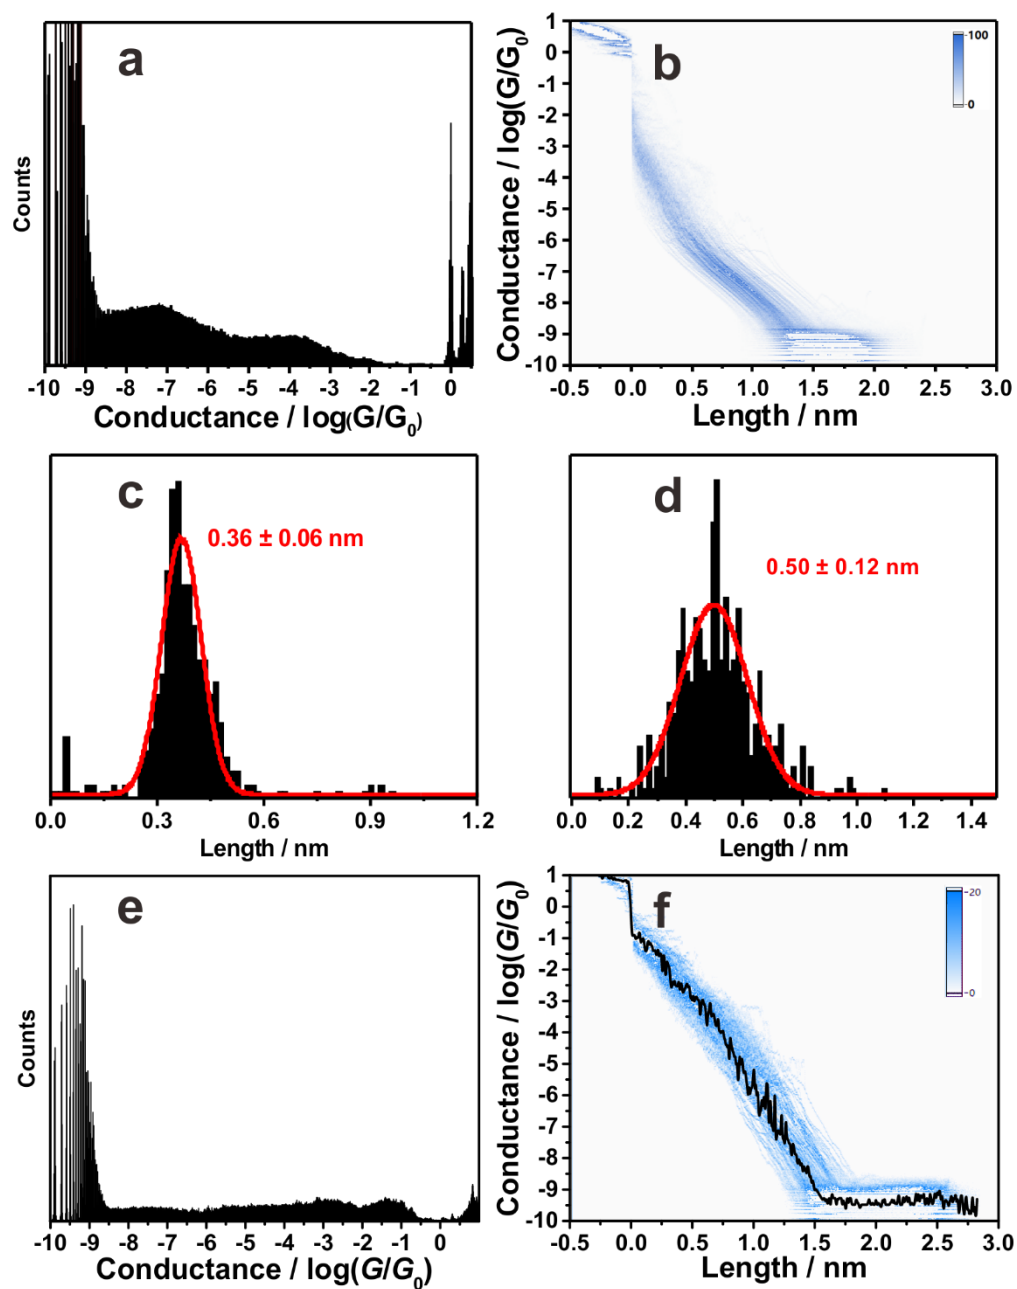 a
Counts
-10 -9 -8 -7 -6 -5 -4 -3 -2 -1 0
Conductance / log(G/G0)
b
Conductance / log(G/G0)
1
0
-1
-2
-3
-4
-5
-6
-7
-8
-9
-10
100
0
-0.5 0.0 0.5 1.0 1.5 2.0 2.5 3.0
Length / nm
c
0.36 ± 0.06 nm
0.0 0.3 0.6 0.9 1.2
Length / nm
d
0.50 ± 0.12 nm
0.0 0.2 0.4 0.6 0.8 1.0 1.2 1.4
Length / nm
e
Counts
-10 -9 -8 -7 -6 -5 -4 -3 -2 -1 0
Conductance / log(G/G0)
f
Conductance / log(G/G0)
1
0
-1
-2
-3
-4
-5
-6
-7
-8
-9
-10
20
0
-0.5 0.0 0.5 1.0 1.5 2.0 2.5 3.0
Length / nm